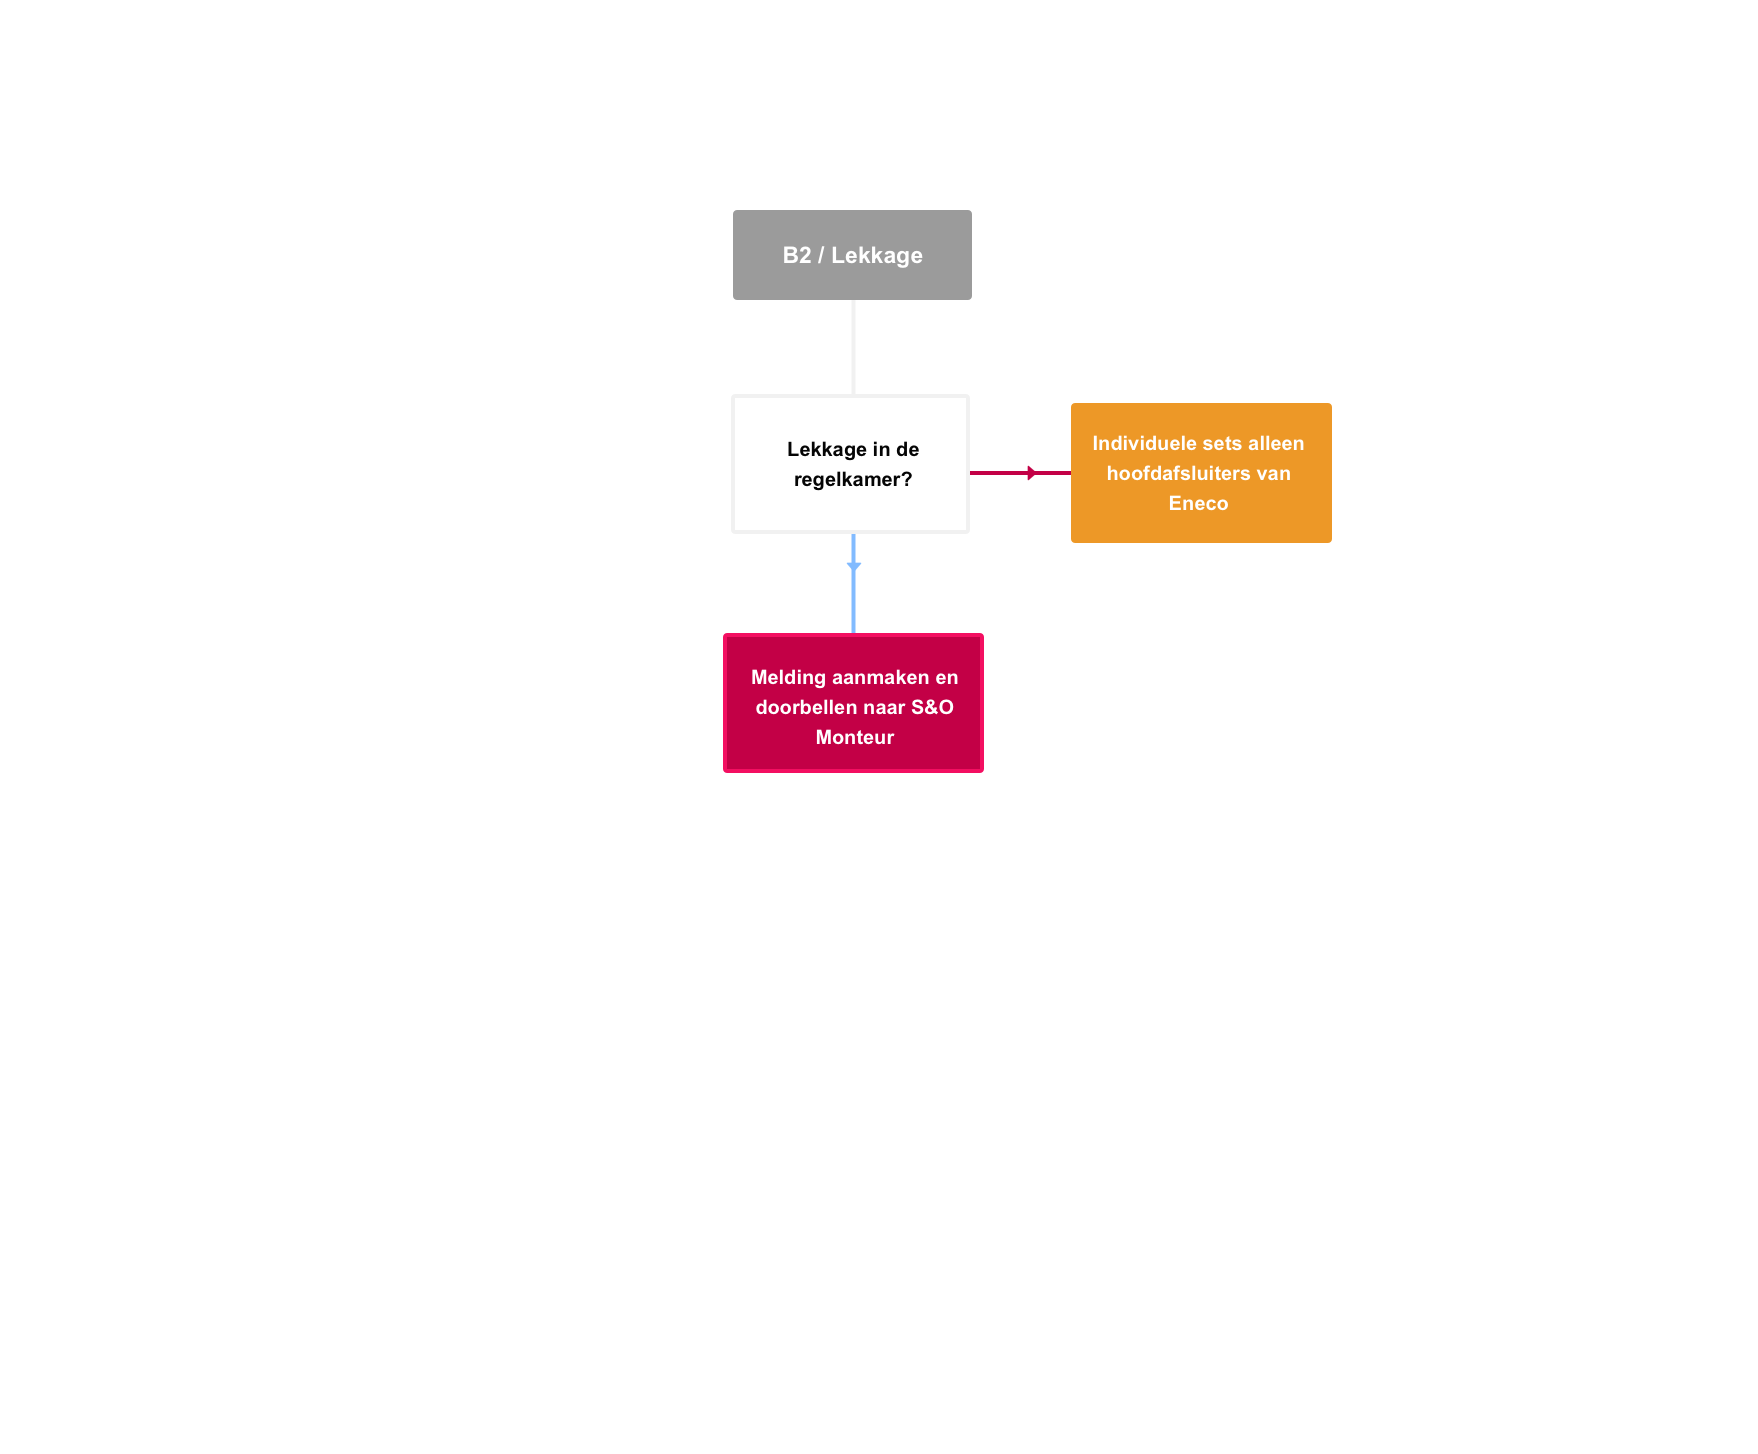 B2 / Lekkage
Lekkage in de
regelkamer?
Individuele sets alleen
hoofdafsluiters van
Eneco
Melding aanmaken en
doorbellen naar S&O
Monteur